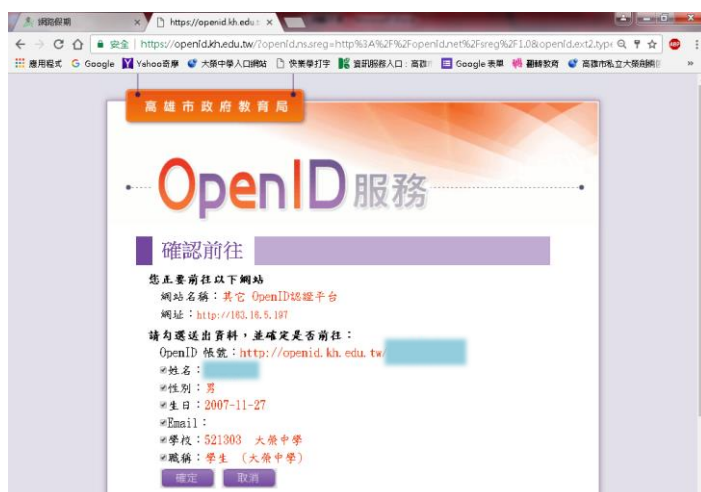 網路假期
https://openid.kh.edu.t
安全 | https://openid.kh.edu.tw/?openid.ns.sreg=http%3A%2F%2Fopenid.net%2Fsreg%2F1.0&openid.ext2.type
應用程式 Google Yahoo奇摩 大榮中學入口網站 快樂學打字 資訊服務入口 : 高雄 Google 表單 翻轉教育 高雄市私立大榮 »
高雄市政府教育局
OpenID 服務
確認前往
您正要前往以下網站
網站名稱:其它 OpenID認證平台
網址:http://163.16.5.197
請勾選送出資料,並確定是否前往:
OpenID 帳號:http://openid.kh.edu.tw/
姓名:
性別:男
生日:2007-11-27
Email:
學校:521303 大榮中學
職稱:學生 (大榮中學)
確定 取消